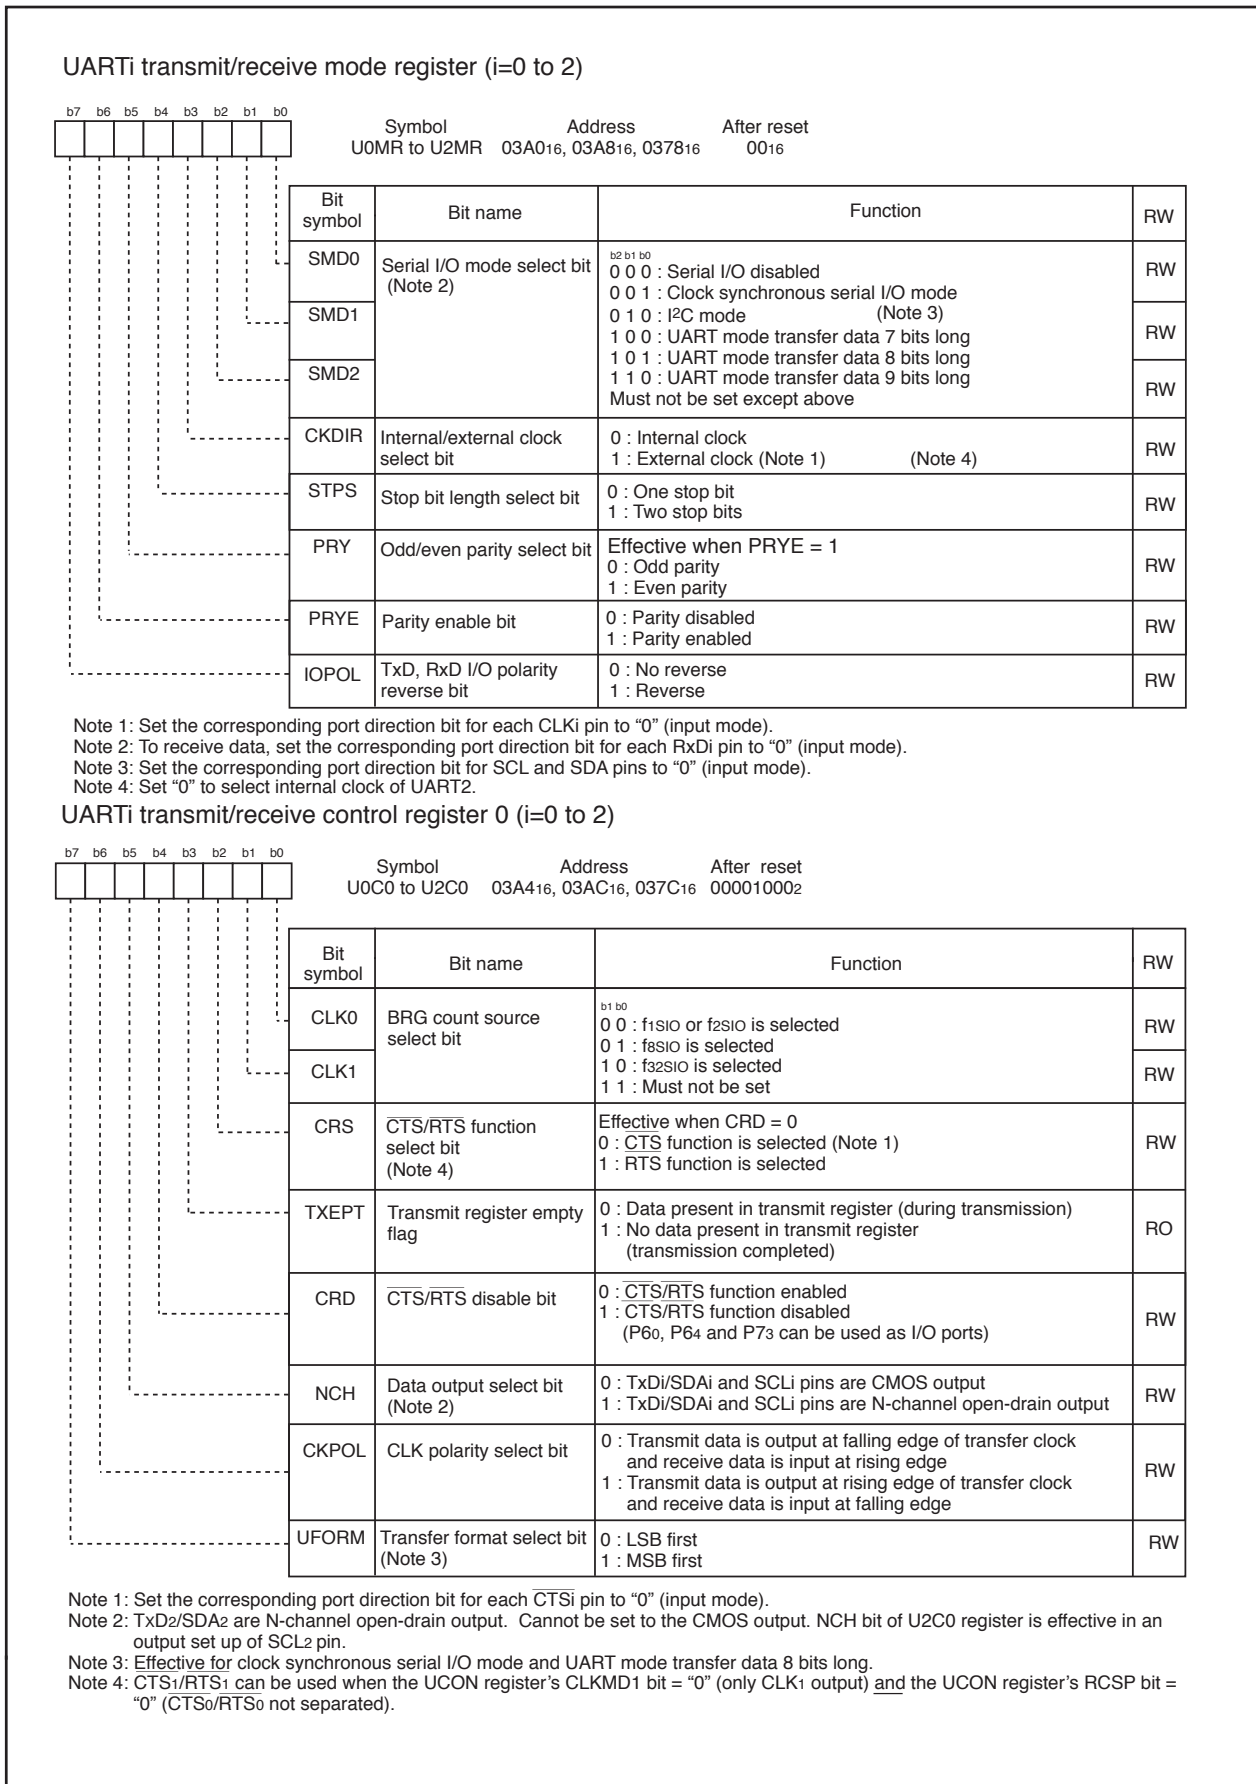 UARTi transmit/receive mode register (i=0 to 2)
b7 b6 b5 b4 b3 b2 b1 b0
Symbol Address After reset
U0MR to U2MR 03A016, 03A816, 037816 0016
Bit symbol Bit name Function RW
SMD0 Serial I/O mode select bit (Note 2) RW
b2 b1 b0
0 0 0 : Serial I/O disabled
0 0 1 : Clock synchronous serial I/O mode
SMD1 0 1 0 : I2C mode (Note 3) RW
1 0 0 : UART mode transfer data 7 bits long
1 0 1 : UART mode transfer data 8 bits long
SMD2 1 1 0 : UART mode transfer data 9 bits long RW
Must not be set except above
CKDIR Internal/external clock select bit RW
0 : Internal clock
1 : External clock (Note 1) (Note 4)
STPS Stop bit length select bit RW
0 : One stop bit
1 : Two stop bits
PRY Odd/even parity select bit RW
Effective when PRYE = 1
0 : Odd parity
1 : Even parity
PRYE Parity enable bit RW
0 : Parity disabled
1 : Parity enabled
IOPOL TxD, RxD I/O polarity reverse bit RW
0 : No reverse
1 : Reverse
Note 1: Set the corresponding port direction bit for each CLKi pin to “0” (input mode).
Note 2: To receive data, set the corresponding port direction bit for each RxDi pin to “0” (input mode).
Note 3: Set the corresponding port direction bit for SCL and SDA pins to “0” (input mode).
Note 4: Set “0” to select internal clock of UART2.
UARTi transmit/receive control register 0 (i=0 to 2)
b7 b6 b5 b4 b3 b2 b1 b0
Symbol Address After reset
U0C0 to U2C0 03A416, 03AC16, 037C16 000010002
Bit symbol Bit name Function RW
CLK0 BRG count source select bit RW
b1 b0
0 0 : f1SIO or f2SIO is selected
0 1 : f8SIO is selected
CLK1 1 0 : f32SIO is selected RW
1 1 : Must not be set
CRS CTS/RTS function select bit (Note 4) RW
Effective when CRD = 0
0 : CTS function is selected (Note 1)
1 : RTS function is selected
TXEPT Transmit register empty flag RO
0 : Data present in transmit register (during transmission)
1 : No data present in transmit register
(transmission completed)
CRD CTS/RTS disable bit RW
0 : CTS/RTS function enabled
1 : CTS/RTS function disabled
(P60, P64 and P73 can be used as I/O ports)
NCH Data output select bit (Note 2) RW
0 : TxDi/SDAi and SCLi pins are CMOS output
1 : TxDi/SDAi and SCLi pins are N-channel open-drain output
CKPOL CLK polarity select bit RW
0 : Transmit data is output at falling edge of transfer clock
and receive data is input at rising edge
1 : Transmit data is output at rising edge of transfer clock
and receive data is input at falling edge
UFORM Transfer format select bit (Note 3) RW
0 : LSB first
1 : MSB first
Note 1: Set the corresponding port direction bit for each CTSi pin to “0” (input mode).
Note 2: TxD2/SDA2 are N-channel open-drain output. Cannot be set to the CMOS output. NCH bit of U2C0 register is effective in an
output set up of SCL2 pin.
Note 3: Effective for clock synchronous serial I/O mode and UART mode transfer data 8 bits long.
Note 4: CTS1/RTS1 can be used when the UCON register’s CLKMD1 bit = “0” (only CLK1 output) and the UCON register’s RCSP bit =
“0” (CTS0/RTS0 not separated).